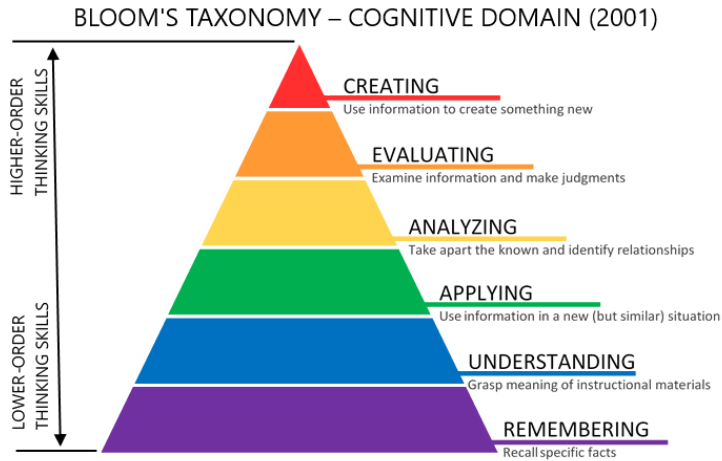 BLOOM'S TAXONOMY – COGNITIVE DOMAIN (2001)
HIGHER-ORDER
THINKING SKILLS
LOWER-ORDER
THINKING SKILLS
CREATING
Use information to create something new
EVALUATING
Examine information and make judgments
ANALYZING
Take apart the known and identify relationships
APPLYING
Use information in a new (but similar) situation
UNDERSTANDING
Grasp meaning of instructional materials
REMEMBERING
Recall specific facts